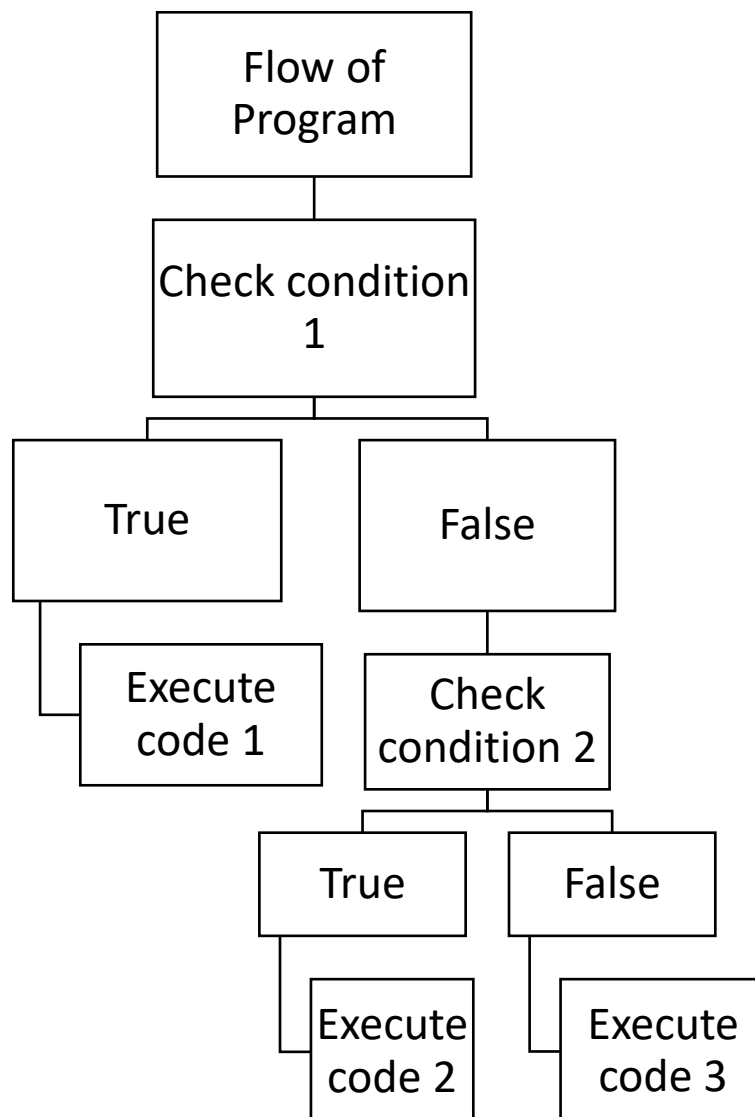 Flow of
Program
Check condition
1
True
False
Execute
code 1
Check
condition 2
True
False
Execute
code 2
Execute
code 3